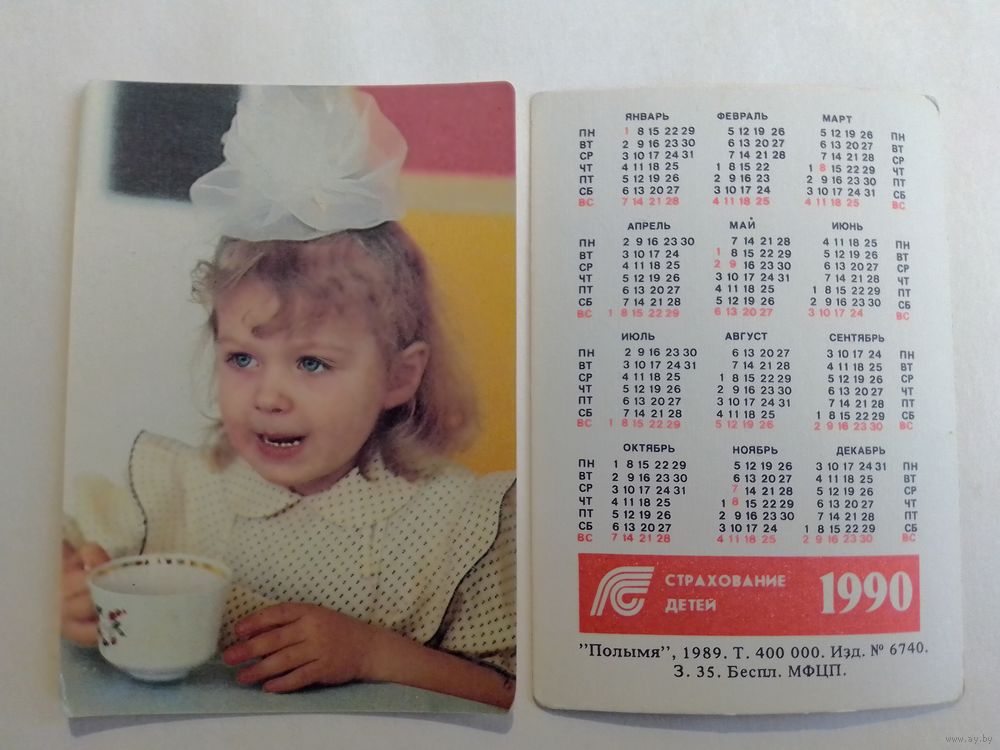 ЯНВАРЬ ФЕВРАЛЬ МАРТ
ПН 1 8 15 22 29 5 12 19 26 5 12 19 26 ПН
ВТ 2 9 16 23 30 6 13 20 27 6 13 20 27 ВТ
СР 3 10 17 24 31 7 14 21 28 7 14 21 28 СР
ЧТ 4 11 18 25 1 8 15 22 1 8 15 22 29 ЧТ
ПТ 5 12 19 26 2 9 16 23 2 9 16 23 30 ПТ
СБ 6 13 20 27 3 10 17 24 3 10 17 24 31 СБ
ВС 7 14 21 28 4 11 18 25 4 11 18 25 ВС
АПРЕЛЬ МАЙ ИЮНЬ
ПН 2 9 16 23 30 7 14 21 28 4 11 18 25 ПН
ВТ 3 10 17 24 1 8 15 22 29 5 12 19 26 ВТ
СР 4 11 18 25 2 9 16 23 30 6 13 20 27 СР
ЧТ 5 12 19 26 3 10 17 24 31 7 14 21 28 ЧТ
ПТ 6 13 20 27 4 11 18 25 1 8 15 22 29 ПТ
СБ 7 14 21 28 5 12 19 26 2 9 16 23 30 СБ
ВС 1 8 15 22 29 6 13 20 27 3 10 17 24 ВС
ИЮЛЬ АВГУСТ СЕНТЯБРЬ
ПН 2 9 16 23 30 6 13 20 27 3 10 17 24 ПН
ВТ 3 10 17 24 31 7 14 21 28 4 11 18 25 ВТ
СР 4 11 18 25 1 8 15 22 29 5 12 19 26 СР
ЧТ 5 12 19 26 2 9 16 23 30 6 13 20 27 ЧТ
ПТ 6 13 20 27 3 10 17 24 31 7 14 21 28 ПТ
СБ 7 14 21 28 4 11 18 25 1 8 15 22 29 СБ
ВС 1 8 15 22 29 5 12 19 26 2 9 16 23 30 ВС
ОКТЯБРЬ НОЯБРЬ ДЕКАБРЬ
ПН 1 8 15 22 29 5 12 19 26 3 10 17 24 31 ПН
ВТ 2 9 16 23 30 6 13 20 27 4 11 18 25 ВТ
СР 3 10 17 24 31 7 14 21 28 5 12 19 26 СР
ЧТ 4 11 18 25 1 8 15 22 29 6 13 20 27 ЧТ
ПТ 5 12 19 26 2 9 16 23 30 7 14 21 28 ПТ
СБ 6 13 20 27 3 10 17 24 1 8 15 22 29 СБ
ВС 7 14 21 28 4 11 18 25 2 9 16 23 30 ВС
СТРАХОВАНИЕ
ДЕТЕЙ
1990
"Полымя", 1989. Т. 400 000. Изд. № 6740.
З. 35. Беспл. МФЦП.
www.ay.by